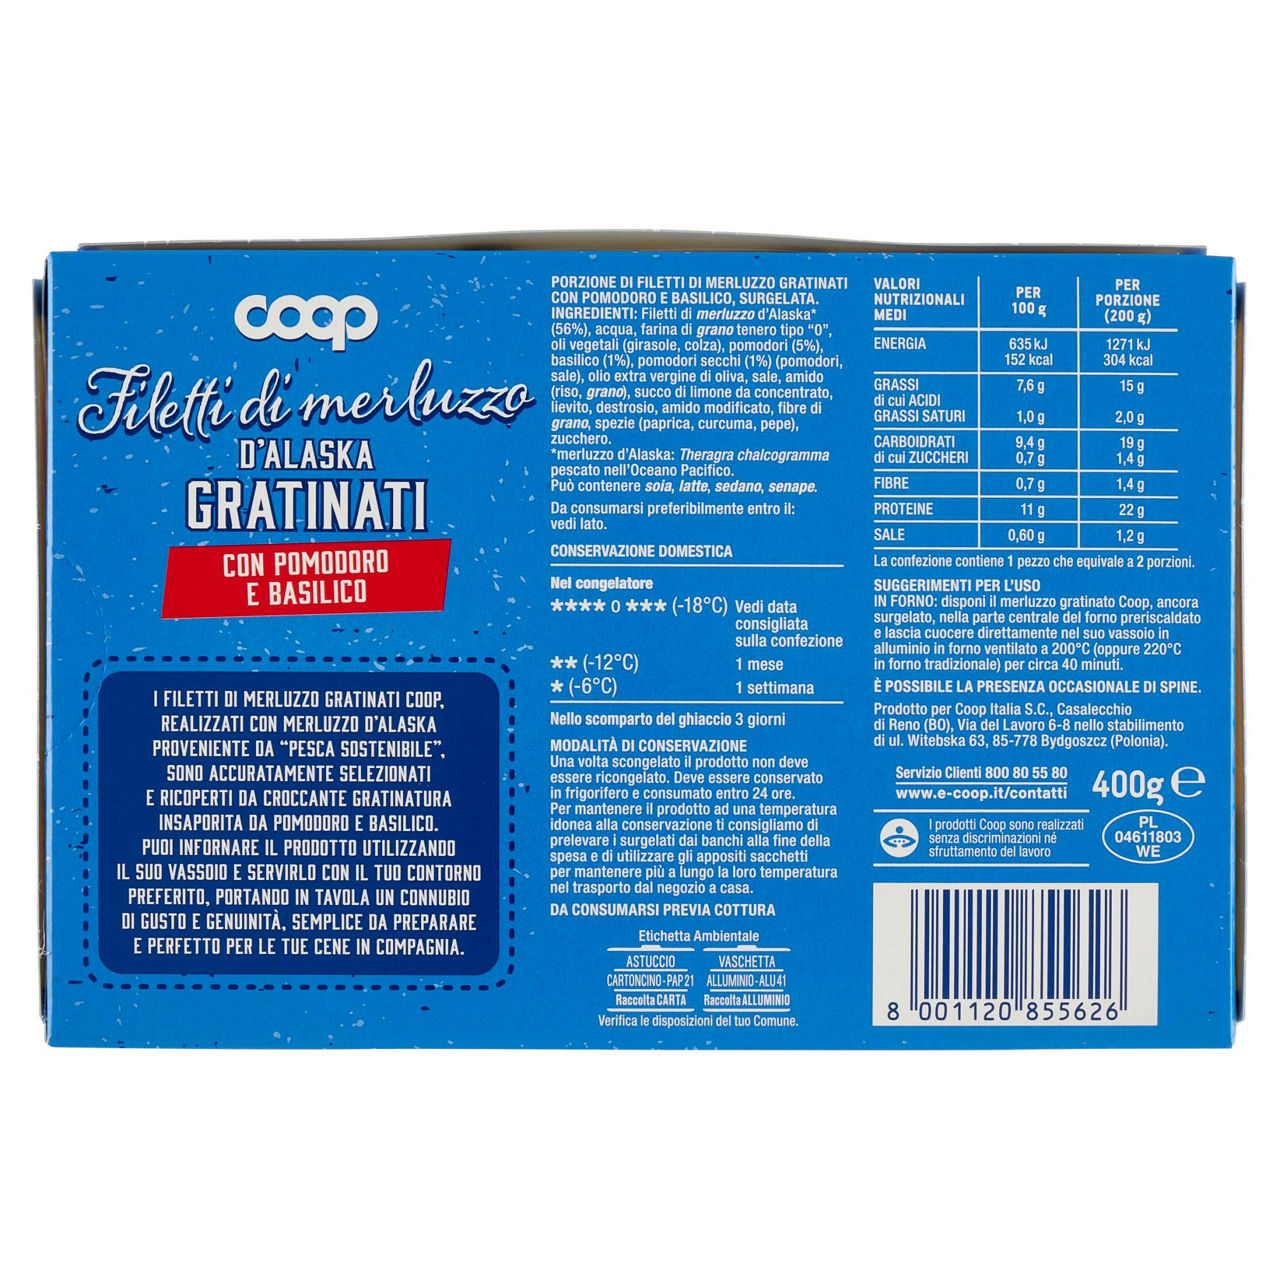 coop
Filetti di merluzzo
D'ALASKA
GRATINATI
CON POMODORO
E BASILICO
I FILETTI DI MERLUZZO GRATINATI COOP,
REALIZZATI CON MERLUZZO D'ALASKA
PROVENIENTE DA “PESCA SOSTENIBILE”,
SONO ACCURATAMENTE SELEZIONATI
E RICOPERTI DA CROCCANTE GRATINATURA
INSAPORITA DA POMODORO E BASILICO.
PUOI INFORNARE IL PRODOTTO UTILIZZANDO
IL SUO VASSOIO E SERVIRLO CON IL TUO CONTORNO
PREFERITO, PORTANDO IN TAVOLA UN CONNUBIO
DI GUSTO E GENUINITÀ, SEMPLICE DA PREPARARE
E PERFETTO PER LE TUE CENE IN COMPAGNIA.
PORZIONE DI FILETTI DI MERLUZZO GRATINATI
CON POMODORO E BASILICO, SURGELATA.
INGREDIENTI: Filetti di merluzzo d'Alaska*
(56%), acqua, farina di grano tenero tipo “0”,
oli vegetali (girasole, colza), pomodori (5%),
basilico (1%), pomodori secchi (1%) (pomodori,
sale), olio extra vergine di oliva, sale, amido
(riso, grano), succo di limone da concentrato,
lievito, destrosio, amido modificato, fibre di
grano, spezie (paprica, curcuma, pepe),
zucchero.
*merluzzo d'Alaska: Theragra chalcogramma
pescato nell'Oceano Pacifico.
Può contenere soia, latte, sedano, senape.
Da consumarsi preferibilmente entro il:
vedi lato.
CONSERVAZIONE DOMESTICA
Nel congelatore
**** o *** (-18°C) Vedi data
consigliata
sulla confezione
** (-12°C) 1 mese
* (-6°C) 1 settimana
Nello scomparto del ghiaccio 3 giorni
MODALITÀ DI CONSERVAZIONE
Una volta scongelato il prodotto non deve
essere ricongelato. Deve essere conservato
in frigorifero e consumato entro 24 ore.
Per mantenere il prodotto ad una temperatura
idonea alla conservazione ti consigliamo di
prelevare i surgelati dai banchi alla fine della
spesa e di utilizzare gli appositi sacchetti
per mantenere più a lungo la loro temperatura
nel trasporto dal negozio a casa.
DA CONSUMARSI PREVIA COTTURA
Etichetta Ambientale
ASTUCCIO VASCHETTA
CARTONCINO-PAP21 ALLUMINIO-ALU41
Raccolta CARTA Raccolta ALLUMINIO
Verifica le disposizioni del tuo Comune.
VALORI
NUTRIZIONALI
MEDI
PER
100 g
PER
PORZIONE
(200 g)
ENERGIA 635 kJ 1271 kJ
152 kcal 304 kcal
GRASSI 7,6 g 15 g
di cui ACIDI
GRASSI SATURI 1,0 g 2,0 g
CARBOIDRATI 9,4 g 19 g
di cui ZUCCHERI 0,7 g 1,4 g
FIBRE 0,7 g 1,4 g
PROTEINE 11 g 22 g
SALE 0,60 g 1,2 g
La confezione contiene 1 pezzo che equivale a 2 porzioni.
SUGGERIMENTI PER L'USO
IN FORNO: disponi il merluzzo gratinato Coop, ancora
surgelato, nella parte centrale del forno preriscaldato
e lascia cuocere direttamente nel suo vassoio in
alluminio in forno ventilato a 200°C (oppure 220°C
in forno tradizionale) per circa 40 minuti.
È POSSIBILE LA PRESENZA OCCASIONALE DI SPINE.
Prodotto per Coop Italia S.C., Casalecchio
di Reno (BO), Via del Lavoro 6-8 nello stabilimento
di ul. Witebska 63, 85-778 Bydgoszcz (Polonia).
Servizio Clienti 800 80 55 80
www.e-coop.it/contatti
400g e
I prodotti Coop sono realizzati
senza discriminazioni né
sfruttamento del lavoro
PL
04611803
WE
8 001120 855626